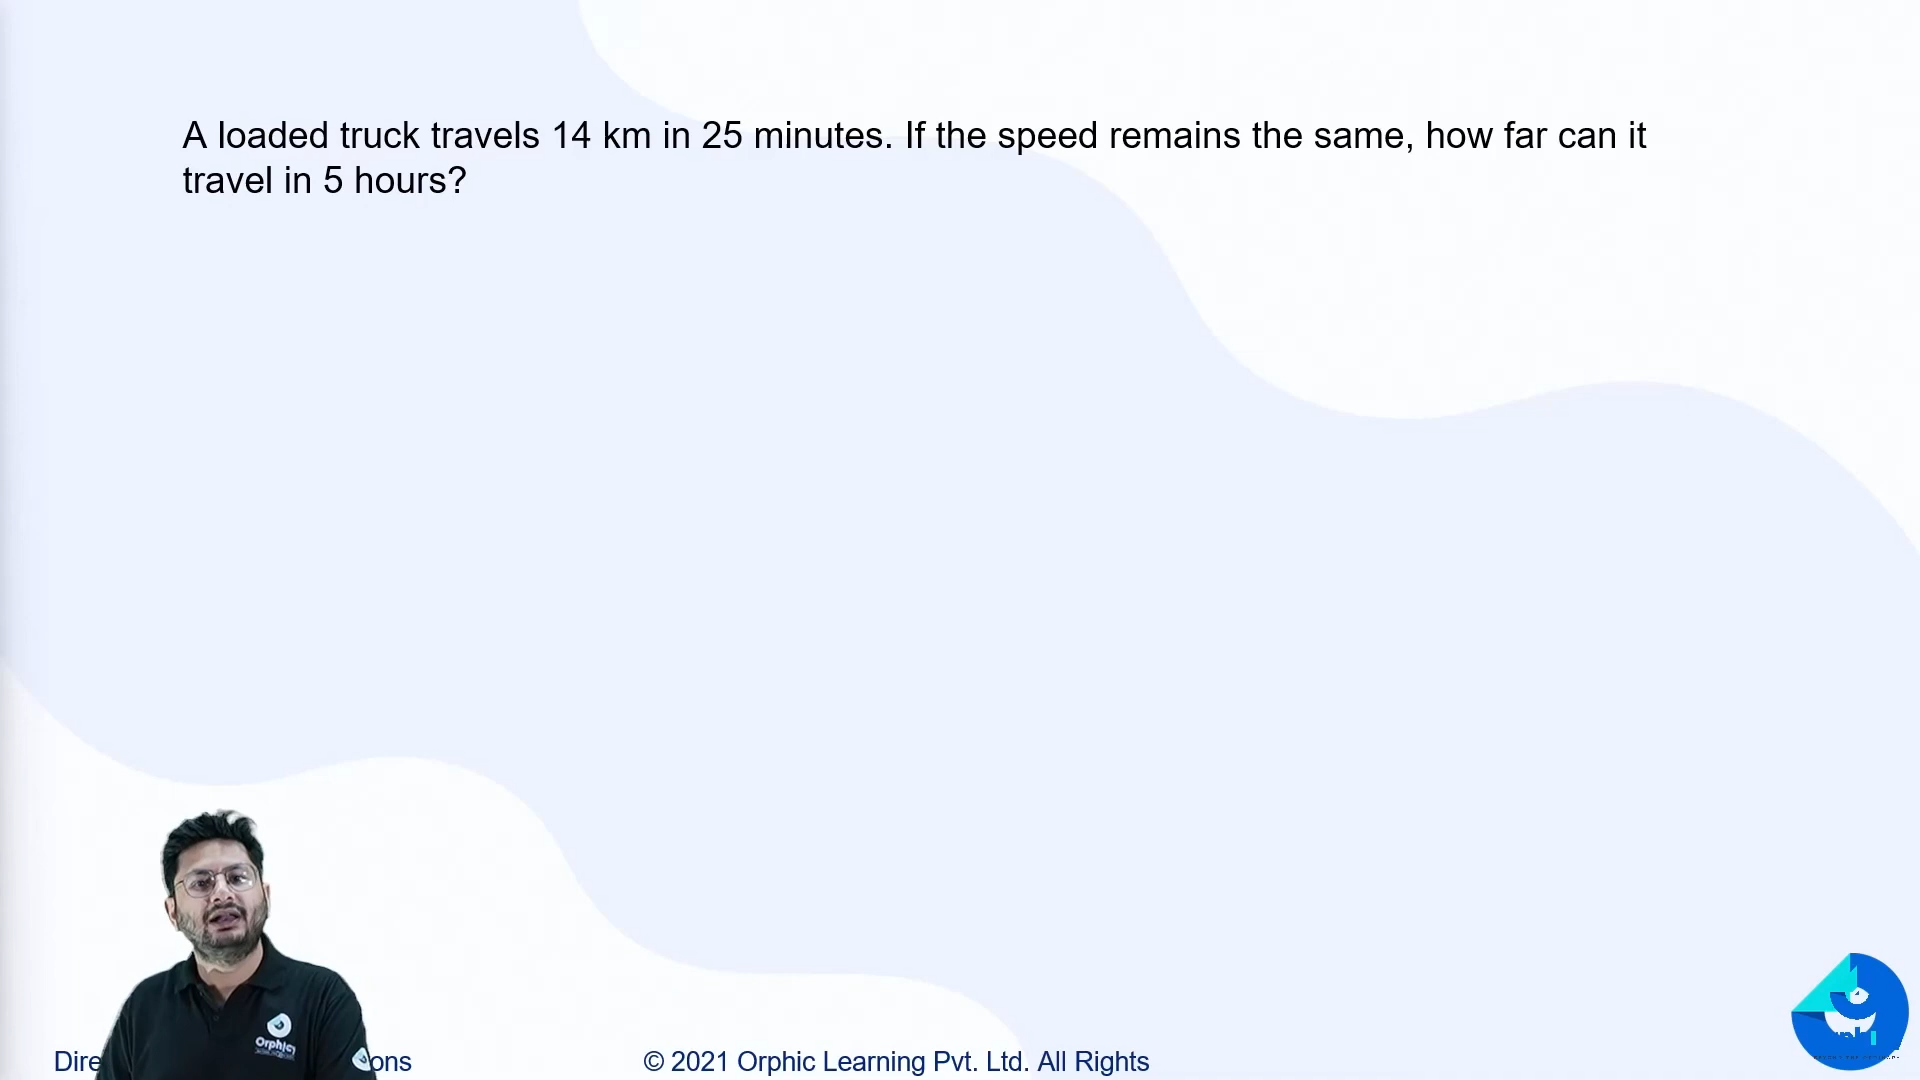 A loaded truck travels 14 km in 25 minutes. If the speed remains the same, how far can it
travel in 5 hours?
Orphic
Dire ons
© 2021 Orphic Learning Pvt. Ltd. All Rights